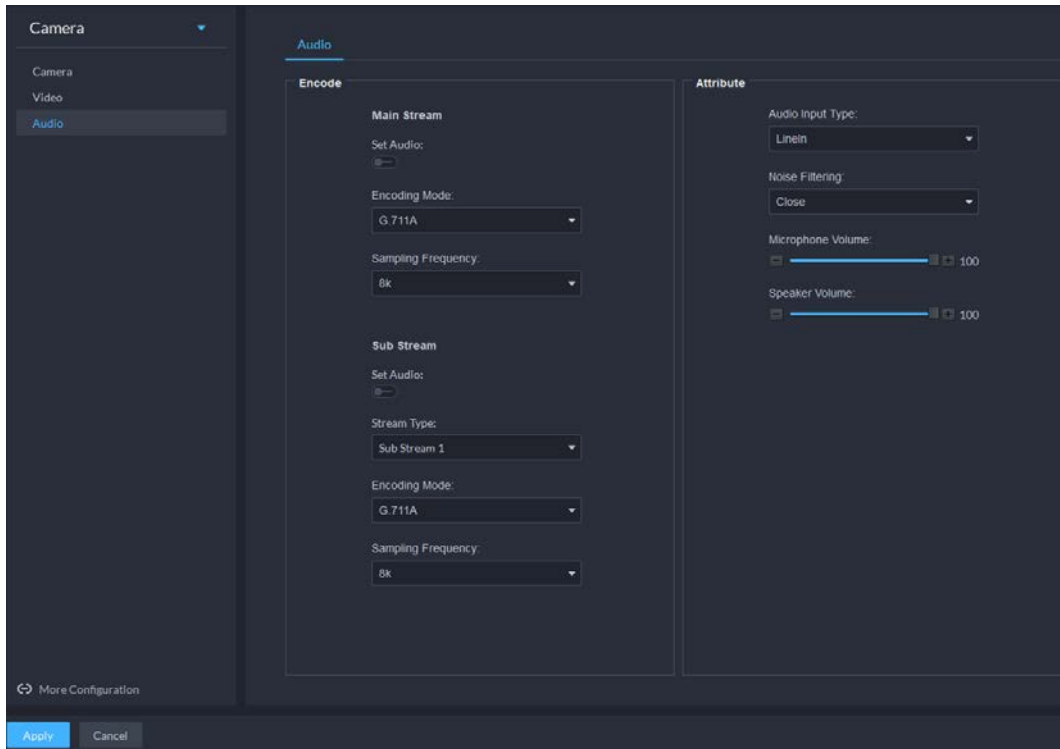 Camera
Camera
Video
Audio
More Configuration
Apply
Cancel
Audio
Encode
Main Stream
Set Audio:
Encoding Mode:
G.711A
Sampling Frequency:
8k
Sub Stream
Set Audio:
Stream Type:
Sub Stream 1
Encoding Mode:
G.711A
Sampling Frequency:
8k
Attribute
Audio Input Type:
LineIn
Noise Filtering:
Close
Microphone Volume:
100
Speaker Volume:
100